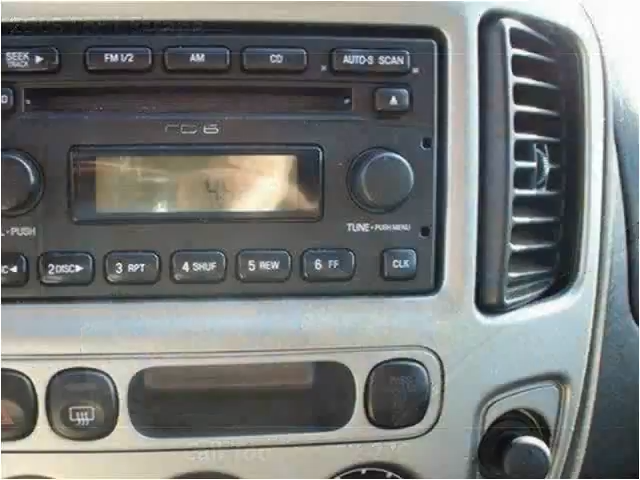 SEEK
TRACK
FM 1/2
AM
CD
AUTO-S SCAN
CD6
L • PUSH
TUNE • PUSH MENU
2 DISC
3 RPT
4 SHUF
5 REW
6 FF
CLK